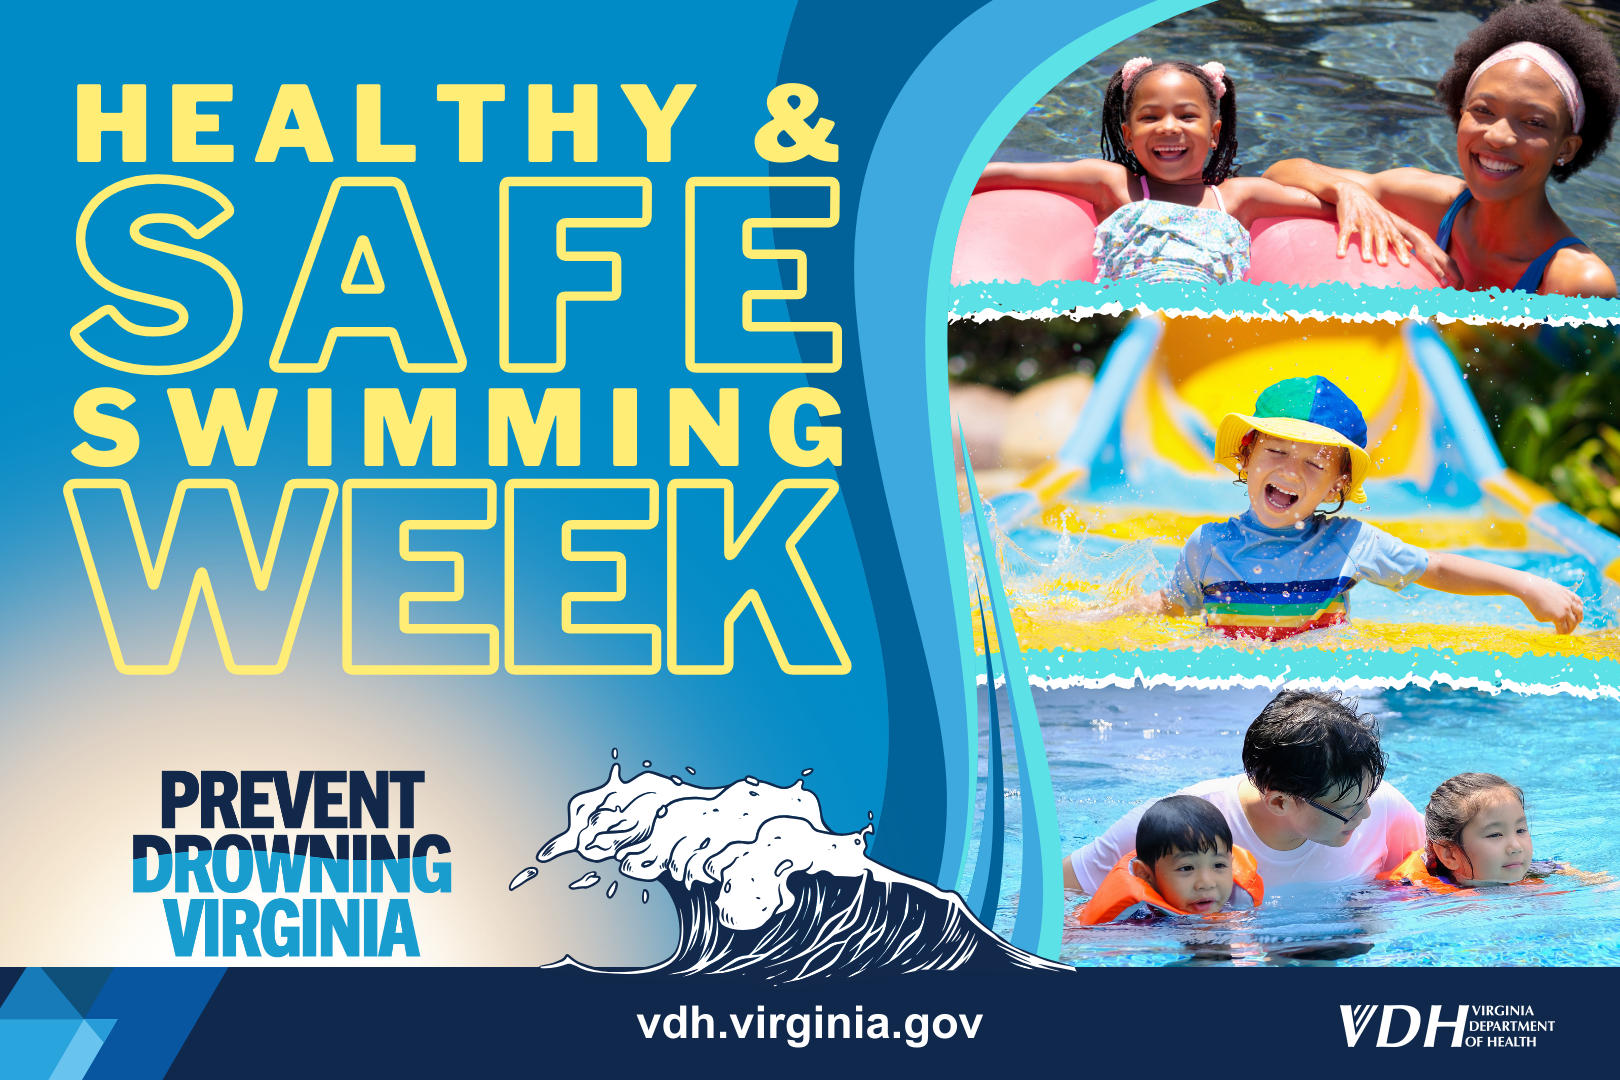 HEALTHY &
SAFE
SWIMMING
WEEK
PREVENT
DROWNING
VIRGINIA
vdh.virginia.gov
VDH VIRGINIA
DEPARTMENT
OF HEALTH